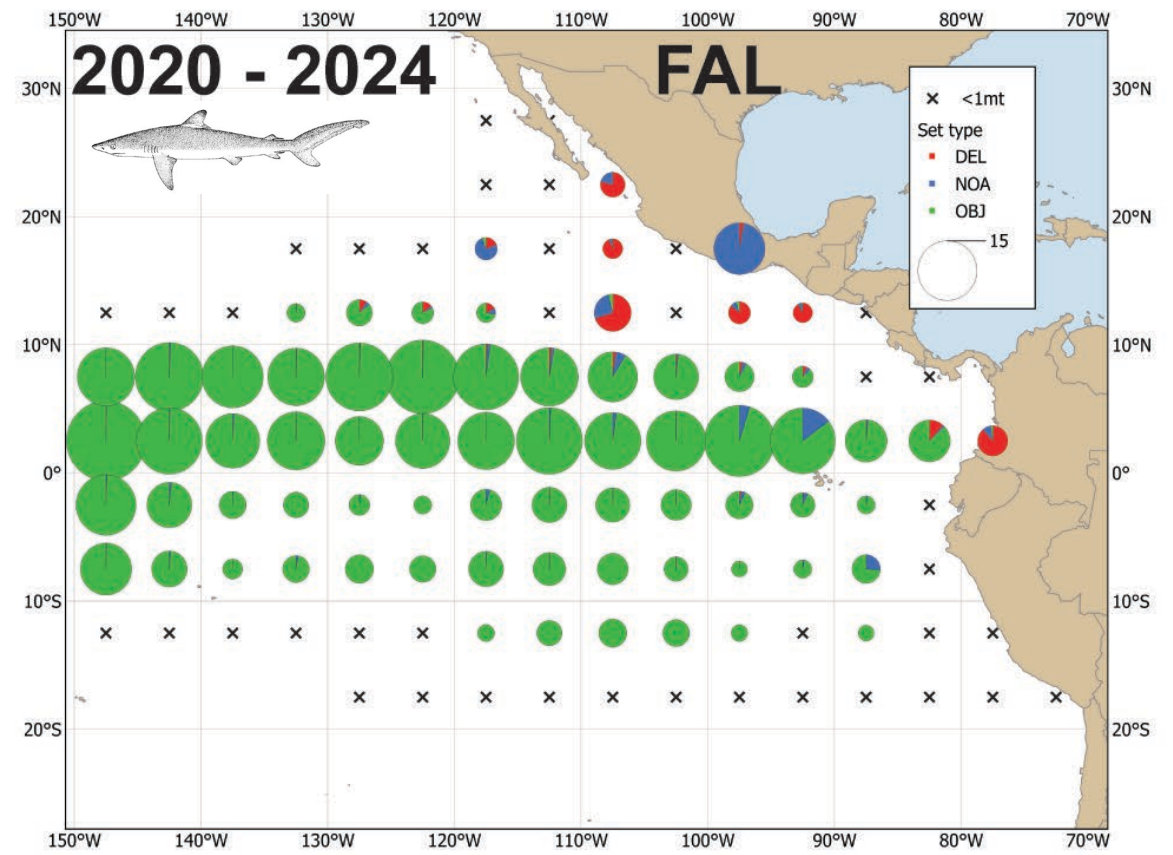 150°W 140°W 130°W 120°W 110°W 100°W 90°W 80°W 70°W
2020 - 2024 FAL
30°N 30°N
× <1mt
Set type
DEL
NOA
OBJ
15
20°N 20°N
10°N 10°N
0° 0°
10°S 10°S
20°S 20°S
150°W 140°W 130°W 120°W 110°W 100°W 90°W 80°W 70°W